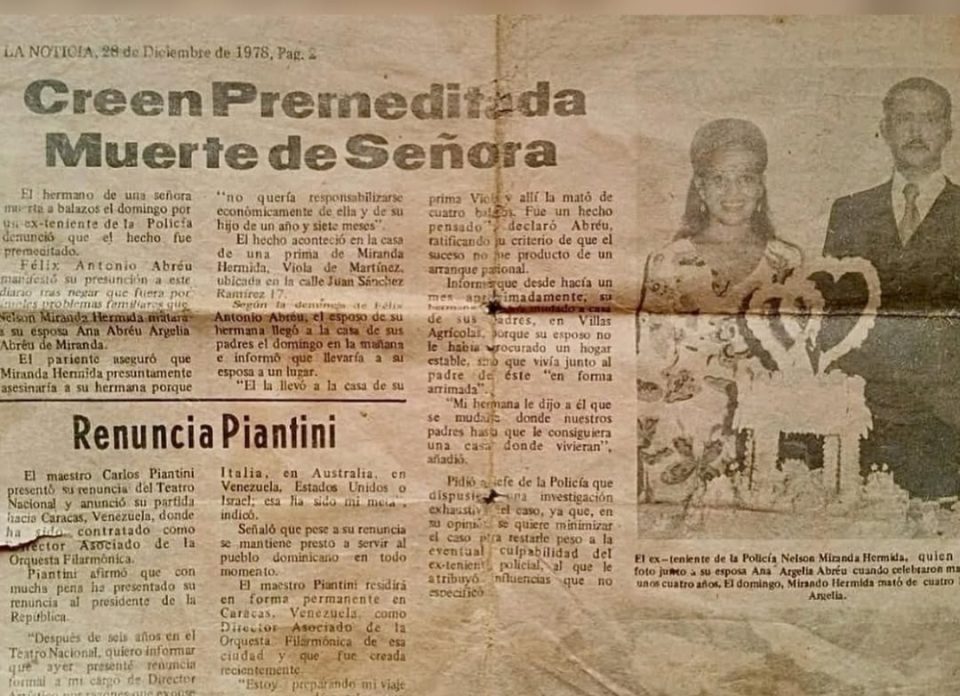 LA NOTICIA, 28 de Diciembre de 1978, Pag. 2
Creen Premeditada
Muerte de Señora
El hermano de una señora
muerta a balazos el domingo por
un ex-teniente de la Policía
denunció que el hecho fue
premeditado.
Félix Antonio Abréu
manifestó su presunción a este
diario tras negar que fuera por
problemas familiares que
Nelson Miranda Hermida matara
a su esposa Ana Abréu Argelia
Abréu de Miranda.
El pariente aseguró que
Miranda Hermida presuntamente
asesinaría a su hermana porque
"no quería responsabilizarse
económicamente de ella y de su
hijo de un año y siete meses".
El hecho aconteció en la casa
de una prima de Miranda
Hermida, Viola de Martínez,
ubicada en la calle Juan Sánchez
Ramírez 17.
Según la de Félix
Antonio Abréu, el esposo de su
hermana llegó a la casa de sus
padres el domingo en la mañana
e informó que llevaría a su
esposa a un lugar.
"El la llevó a la casa de su
prima Viola y allí la mató de
cuatro balazos. Fue un hecho
pensado" declaró Abréu,
ratificando su criterio de que el
suceso no fue producto de un
arranque pasional.
Informó que desde hacía un
mes aproximadamente, su
hermana mudado a casa
de sus padres, en Villas
Agrícolas, porque su esposo no
le había procurado un hogar
estable, sino que vivía junto al
padre de éste "en forma
arrimada".
"Mi hermana le dijo a él que
se mudaba donde nuestros
padres hasta que le consiguiera
una casa donde vivieran",
añadió.
Pidió al jefe de la Policía que
dispusiera una investigación
exhaustiva del caso, ya que, en
su opinión se quiere minimizar
el caso para restarle peso a la
eventual culpabilidad del
ex-teniente policial, al que le
atribuyó influencias que no
especificó
El ex-teniente de la Policía Nelson Miranda Hermida, quien
foto junto a su esposa Ana Argelia Abréu cuando celebraron
unos cuatro años. El domingo, Mirando Hermida mató de cuatro
Argelia.
Renuncia Piantini
El maestro Carlos Piantini
presentó su renuncia del Teatro
Nacional y anunció su partida
hacia Caracas, Venezuela, donde
ha sido contratado como
Director Asociado de la
Orquesta Filarmónica.
Piantini afirmó que con
mucha pena ha presentado su
renuncia al presidente de la
República.
"Después de seis años en el
Teatro Nacional, quiero informar
que ayer presenté renuncia
formal a mi cargo de Director
Artístico por razones que expuse
Italia, en Australia, en
Venezuela, Estados Unidos o
Israel; esa ha sido mi meta",
indicó.
Señaló que pese a su renuncia
se mantiene presto a servir al
pueblo dominicano en todo
momento.
El maestro Piantini residirá
en forma permanente en
Caracas, Venezuela, como
Director Asociado de la
Orquesta Filarmónica de esa
ciudad y que fue creada
recientemente
"Estoy preparando mi viaje